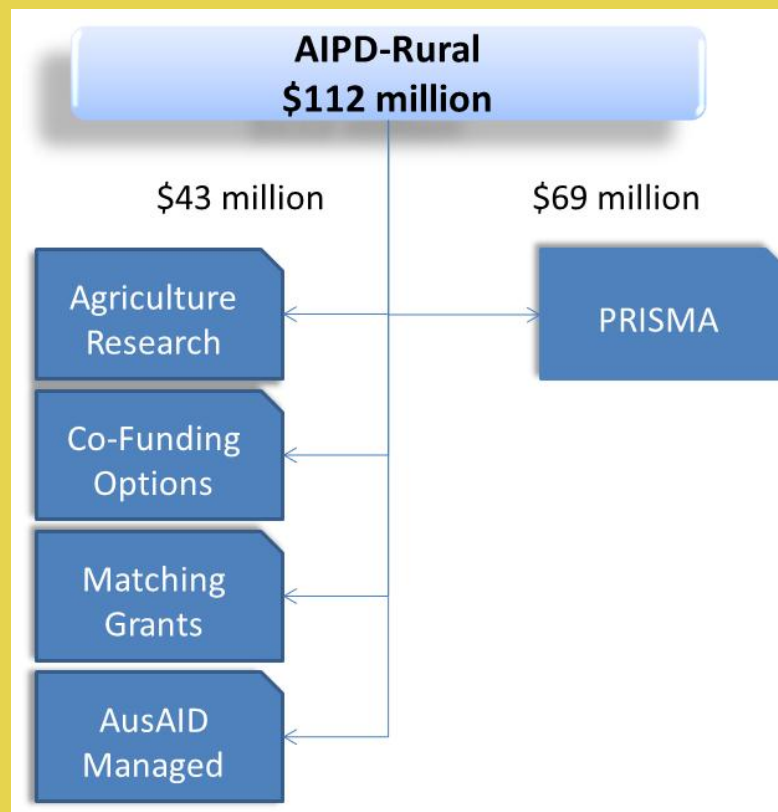 AIPD-Rural
$112 million
$43 million
$69 million
Agriculture
Research
PRISMA
Co-Funding
Options
Matching
Grants
AusAID
Managed